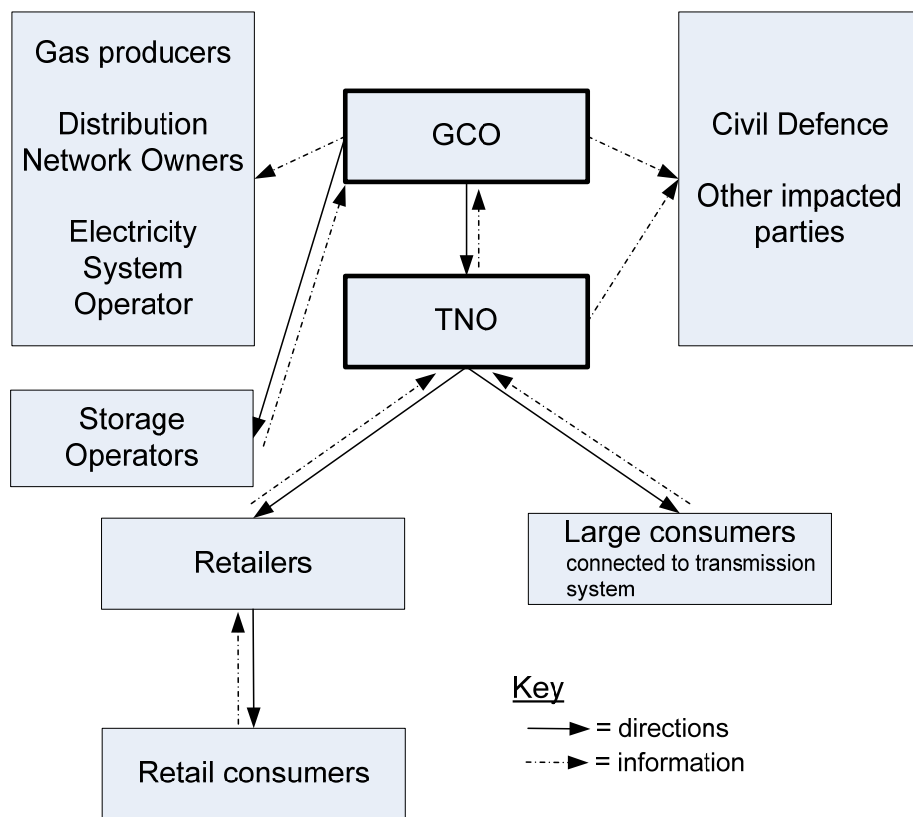 Gas producers
Distribution
Network Owners
Electricity
System
Operator
GCO
Civil Defence
Other impacted
parties
TNO
Storage
Operators
Retailers
Large consumers
connected to transmission
system
Retail consumers
Key
= directions
= information